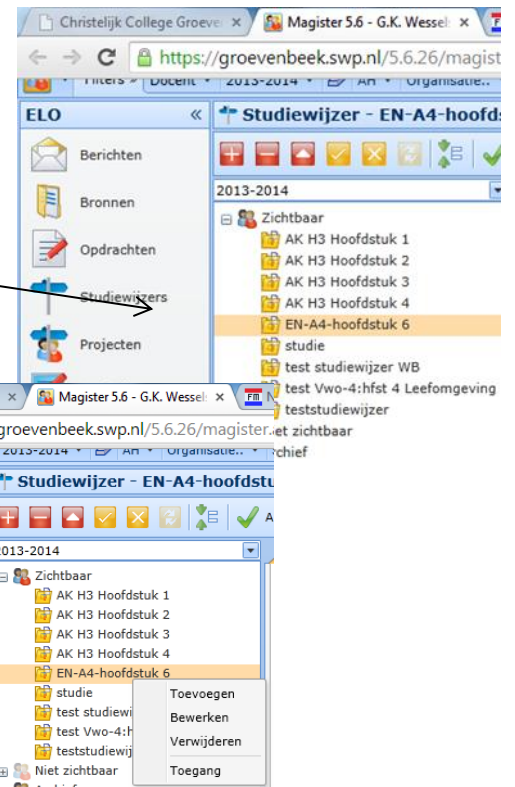 Christelijk College Groeve × Magister 5.6 - G.K. Wessel ×
https://groevenbeek.swp.nl/5.6.26/magist
Filters » Docent 2013-2014 AH Organisatie..
ELO « Studiewijzer - EN-A4-hoofd
Berichten
Bronnen
Opdrachten
Studiewijzers
Projecten
2013-2014
Zichtbaar
AK H3 Hoofdstuk 1
AK H3 Hoofdstuk 2
AK H3 Hoofdstuk 3
AK H3 Hoofdstuk 4
EN-A4-hoofdstuk 6
studie
test studiewijzer WB
test Vwo-4:hfst 4 Leefomgeving
teststudiewijzer
et zichtbaar
chief
× Magister 5.6 - G.K. Wessel × FM N
groevenbeek.swp.nl/5.6.26/magister.
2013-2014 AH Organisatie..
Studiewijzer - EN-A4-hoofdstu
A
2013-2014
Zichtbaar
AK H3 Hoofdstuk 1
AK H3 Hoofdstuk 2
AK H3 Hoofdstuk 3
AK H3 Hoofdstuk 4
EN-A4-hoofdstuk 6
studie
test studiewi
test Vwo-4:h
teststudiewij
Niet zichtbaar
Toevoegen
Bewerken
Verwijderen
Toegang